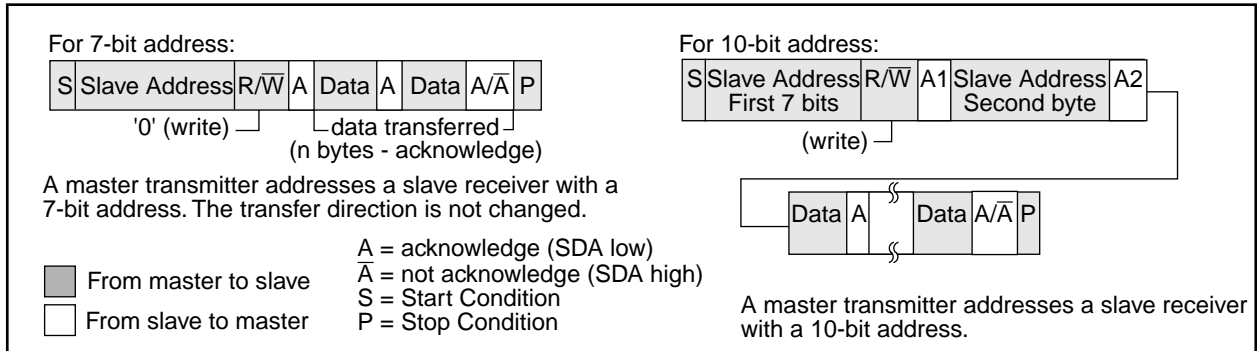 For 7-bit address:
S Slave Address R/W̅ A Data A Data A/A̅ P
'0' (write)
data transferred
(n bytes - acknowledge)
A master transmitter addresses a slave receiver with a
7-bit address. The transfer direction is not changed.
From master to slave
From slave to master
A = acknowledge (SDA low)
A̅ = not acknowledge (SDA high)
S = Start Condition
P = Stop Condition
For 10-bit address:
S Slave Address First 7 bits R/W̅ A1 Slave Address Second byte A2
(write)
Data A Data A/A̅ P
A master transmitter addresses a slave receiver
with a 10-bit address.